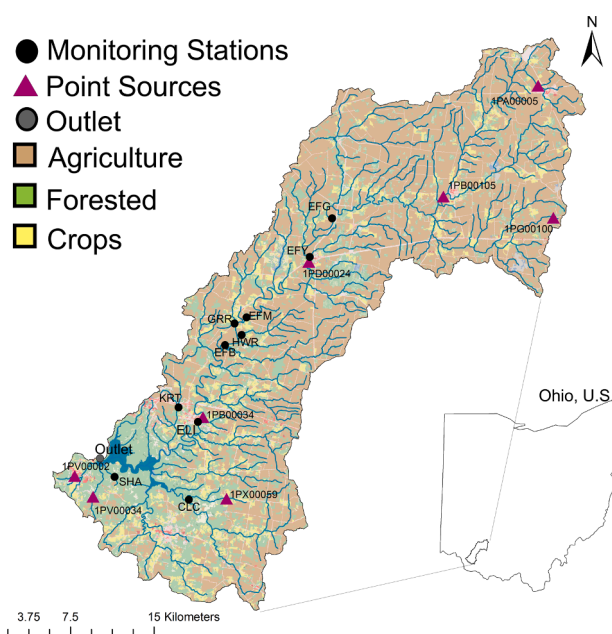 N
Monitoring Stations
Point Sources
Outlet
Agriculture
Forested
Crops
1PA00005
1PB00105
EFG
1PG00100
EFY
1PD00024
GRR
EFM
HWR
EFB
KRT
1PB00034
ELI
Ohio, U.S.
Outlet
1PV00002
SHA
1PX00059
1PV00034
CLC
3.75 7.5 15 Kilometers